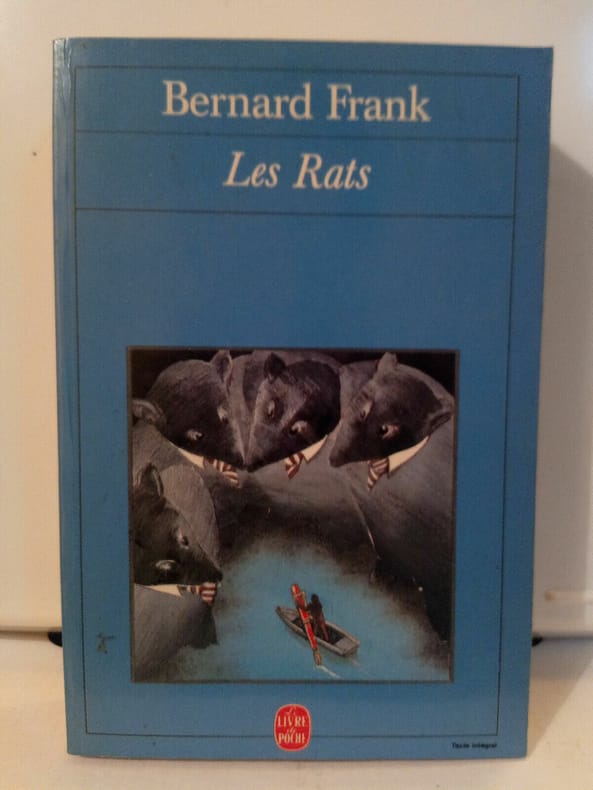 Bernard Frank
Les Rats
Le
LIVRE
de
POCHE
Texte intégral